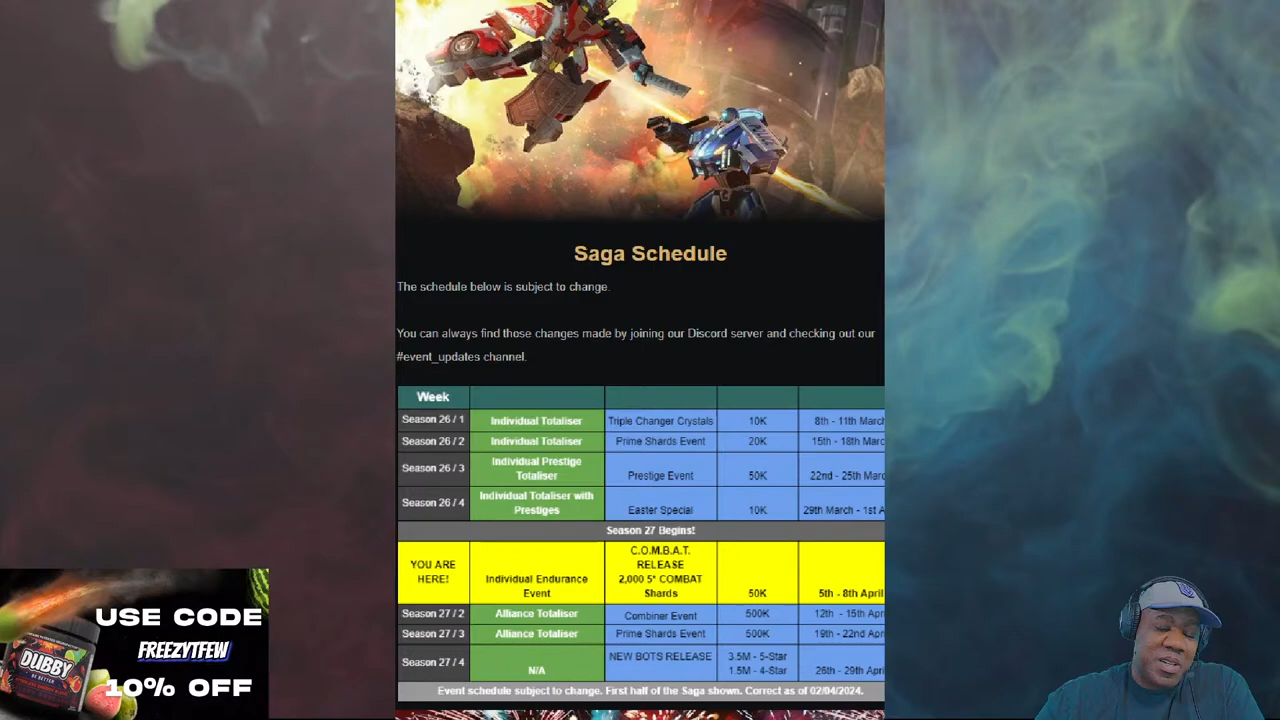 Saga Schedule
The schedule below is subject to change.
You can always find those changes made by joining our Discord server and checking out our
#event_updates channel.
Week
Season 26 / 1 Individual Totaliser Triple Changer Crystals 10K 8th - 11th March
Season 26 / 2 Individual Totaliser Prime Shards Event 20K 15th - 18th Marc
Season 26 / 3 Individual Prestige Totaliser Prestige Event 50K 22nd - 25th Marc
Season 26 / 4 Individual Totaliser with Prestiges Easter Special 10K 29th March - 1st A
Season 27 Begins!
YOU ARE HERE! Individual Endurance Event C.O.M.B.A.T. RELEASE 2,000 5* COMBAT Shards 50K 5th - 8th April
Season 27 / 2 Alliance Totaliser Combiner Event 500K 12th - 15th Apr
Season 27 / 3 Alliance Totaliser Prime Shards Event 500K 19th - 22nd Apr
Season 27 / 4 N/A NEW BOTS RELEASE 3.5M - 5-Star 1.5M - 4-Star 26th - 29th April
Event schedule subject to change. First half of the Saga shown. Correct as of 02/04/2024.
USE CODE
FREEZYTFEW
10% OFF
DUBBY
BE BETTER